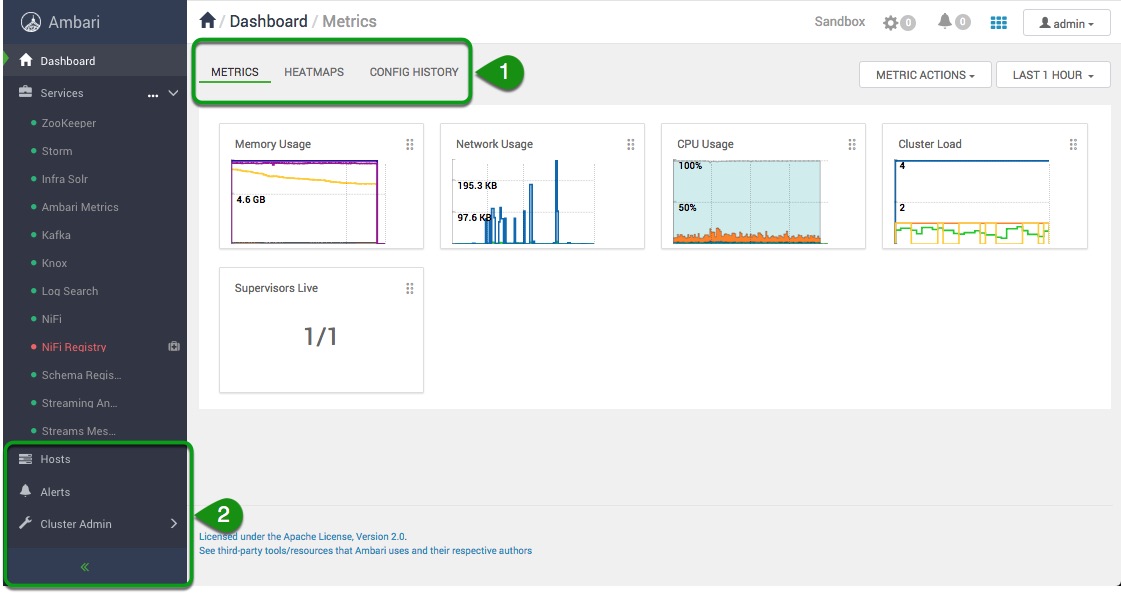 Ambari
Dashboard / Metrics
Sandbox
0
0
admin
Dashboard
Services
...
ZooKeeper
Storm
Infra Solr
Ambari Metrics
Kafka
Knox
Log Search
NiFi
NiFi Registry
Schema Regis...
Streaming An...
Streams Mes...
Hosts
Alerts
Cluster Admin
«
2
METRICS
HEATMAPS
CONFIG HISTORY
1
METRIC ACTIONS
LAST 1 HOUR
Memory Usage
4.6 GB
Network Usage
195.3 KB
97.6 KB
CPU Usage
100%
50%
Cluster Load
4
2
Supervisors Live
1/1
Licensed under the Apache License, Version 2.0.
See third-party tools/resources that Ambari uses and their respective authors